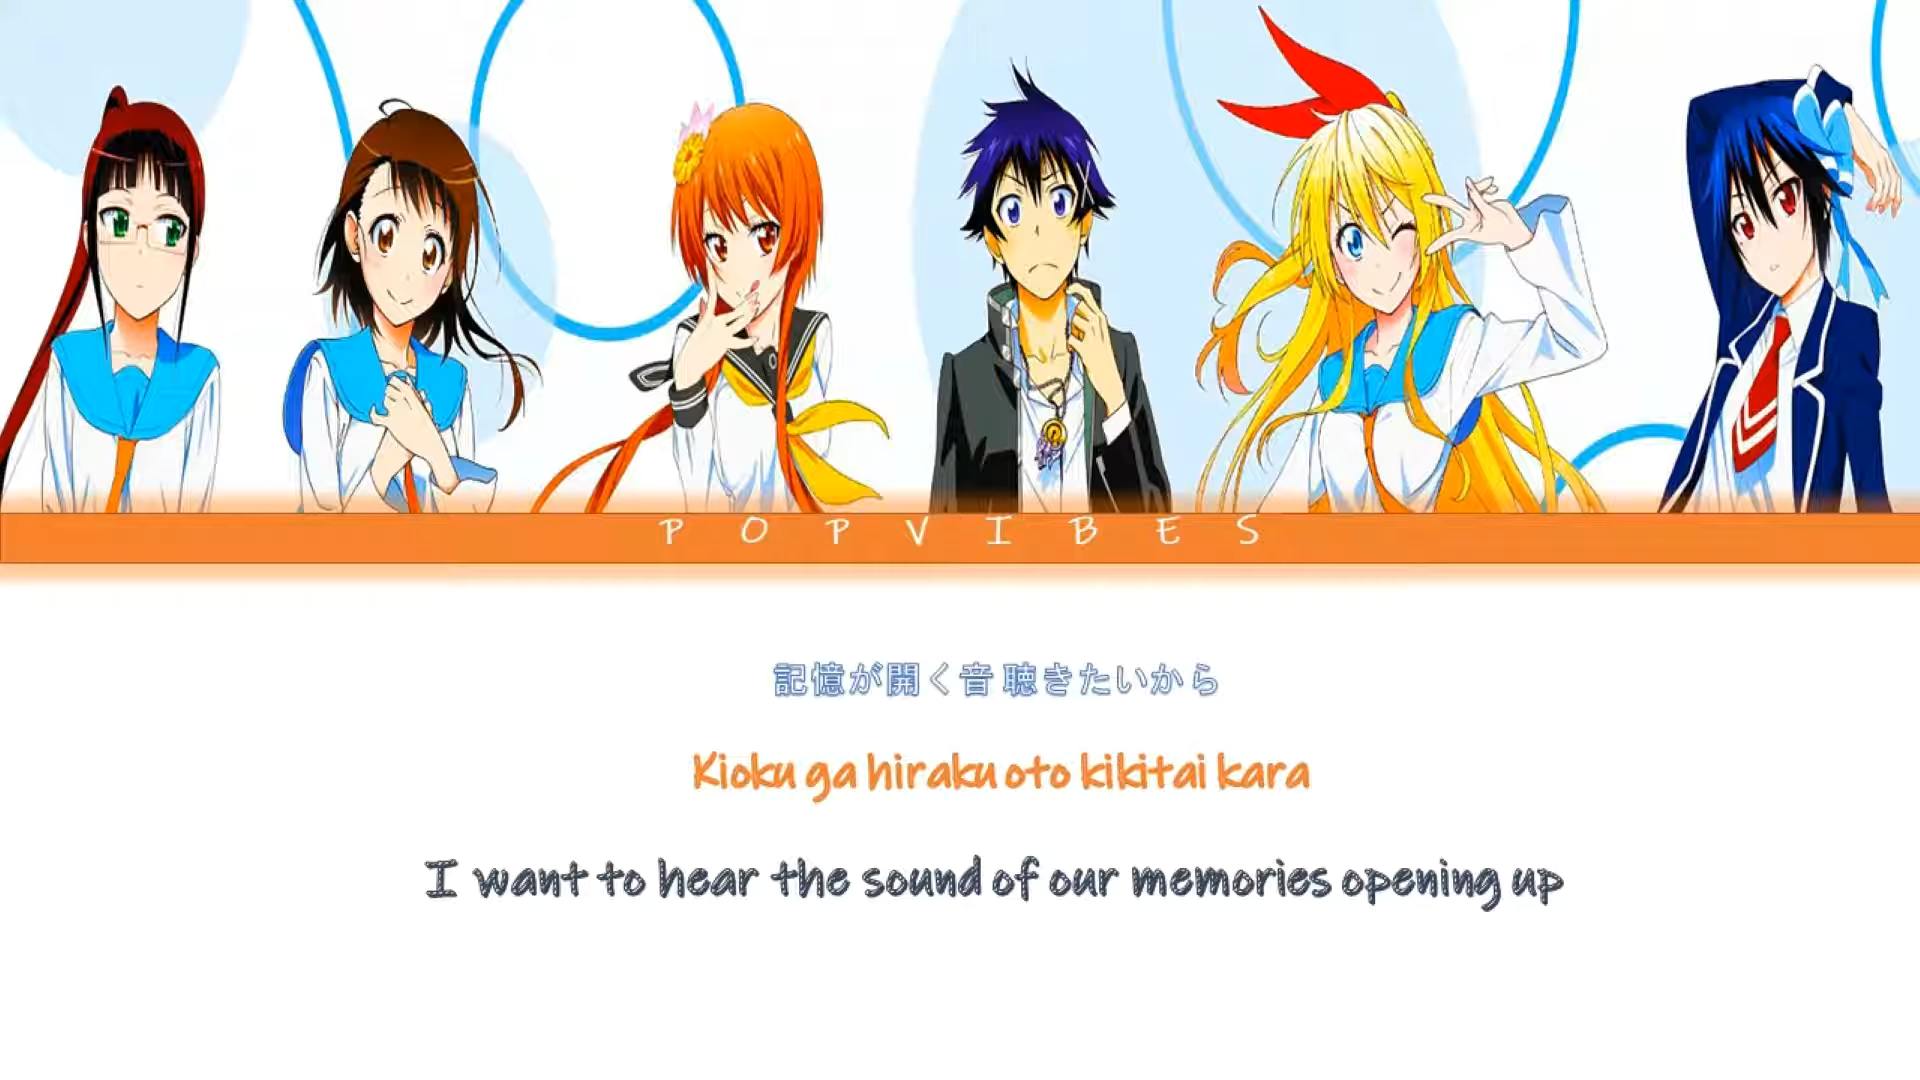 POPVIBES
記憶が開く音 聴きたいから
Kioku ga hiraku oto kikitai kara
I want to hear the sound of our memories opening up